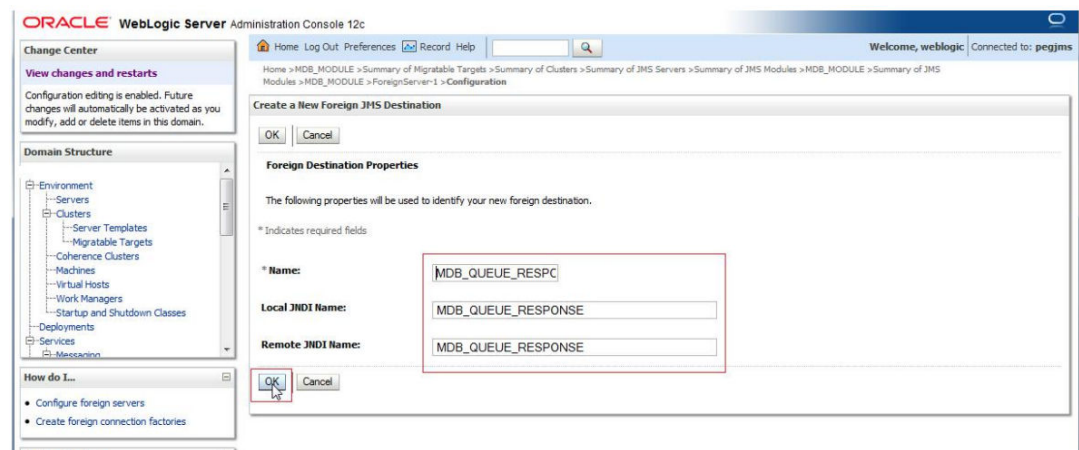 ORACLE WebLogic Server Administration Console 12c
Change Center
View changes and restarts
Configuration editing is enabled. Future
changes will automatically be activated as you
modify, add or delete items in this domain.
Domain Structure
Environment
Servers
Clusters
Server Templates
Migratable Targets
Coherence Clusters
Machines
Virtual Hosts
Work Managers
Startup and Shutdown Classes
Deployments
Services
Messaging
How do I...
Configure foreign servers
Create foreign connection factories
Home Log Out Preferences Record Help
Welcome, weblogic Connected to: pegjms
Home >MDB_MODULE >Summary of Migratable Targets >Summary of Clusters >Summary of JMS Servers >Summary of JMS Modules >MDB_MODULE >Summary of JMS
Modules >MDB_MODULE >ForeignServer-1 >Configuration
Create a New Foreign JMS Destination
OK Cancel
Foreign Destination Properties
The following properties will be used to identify your new foreign destination.
* Indicates required fields
* Name: MDB_QUEUE_RESPC
Local JNDI Name: MDB_QUEUE_RESPONSE
Remote JNDI Name: MDB_QUEUE_RESPONSE
OK Cancel